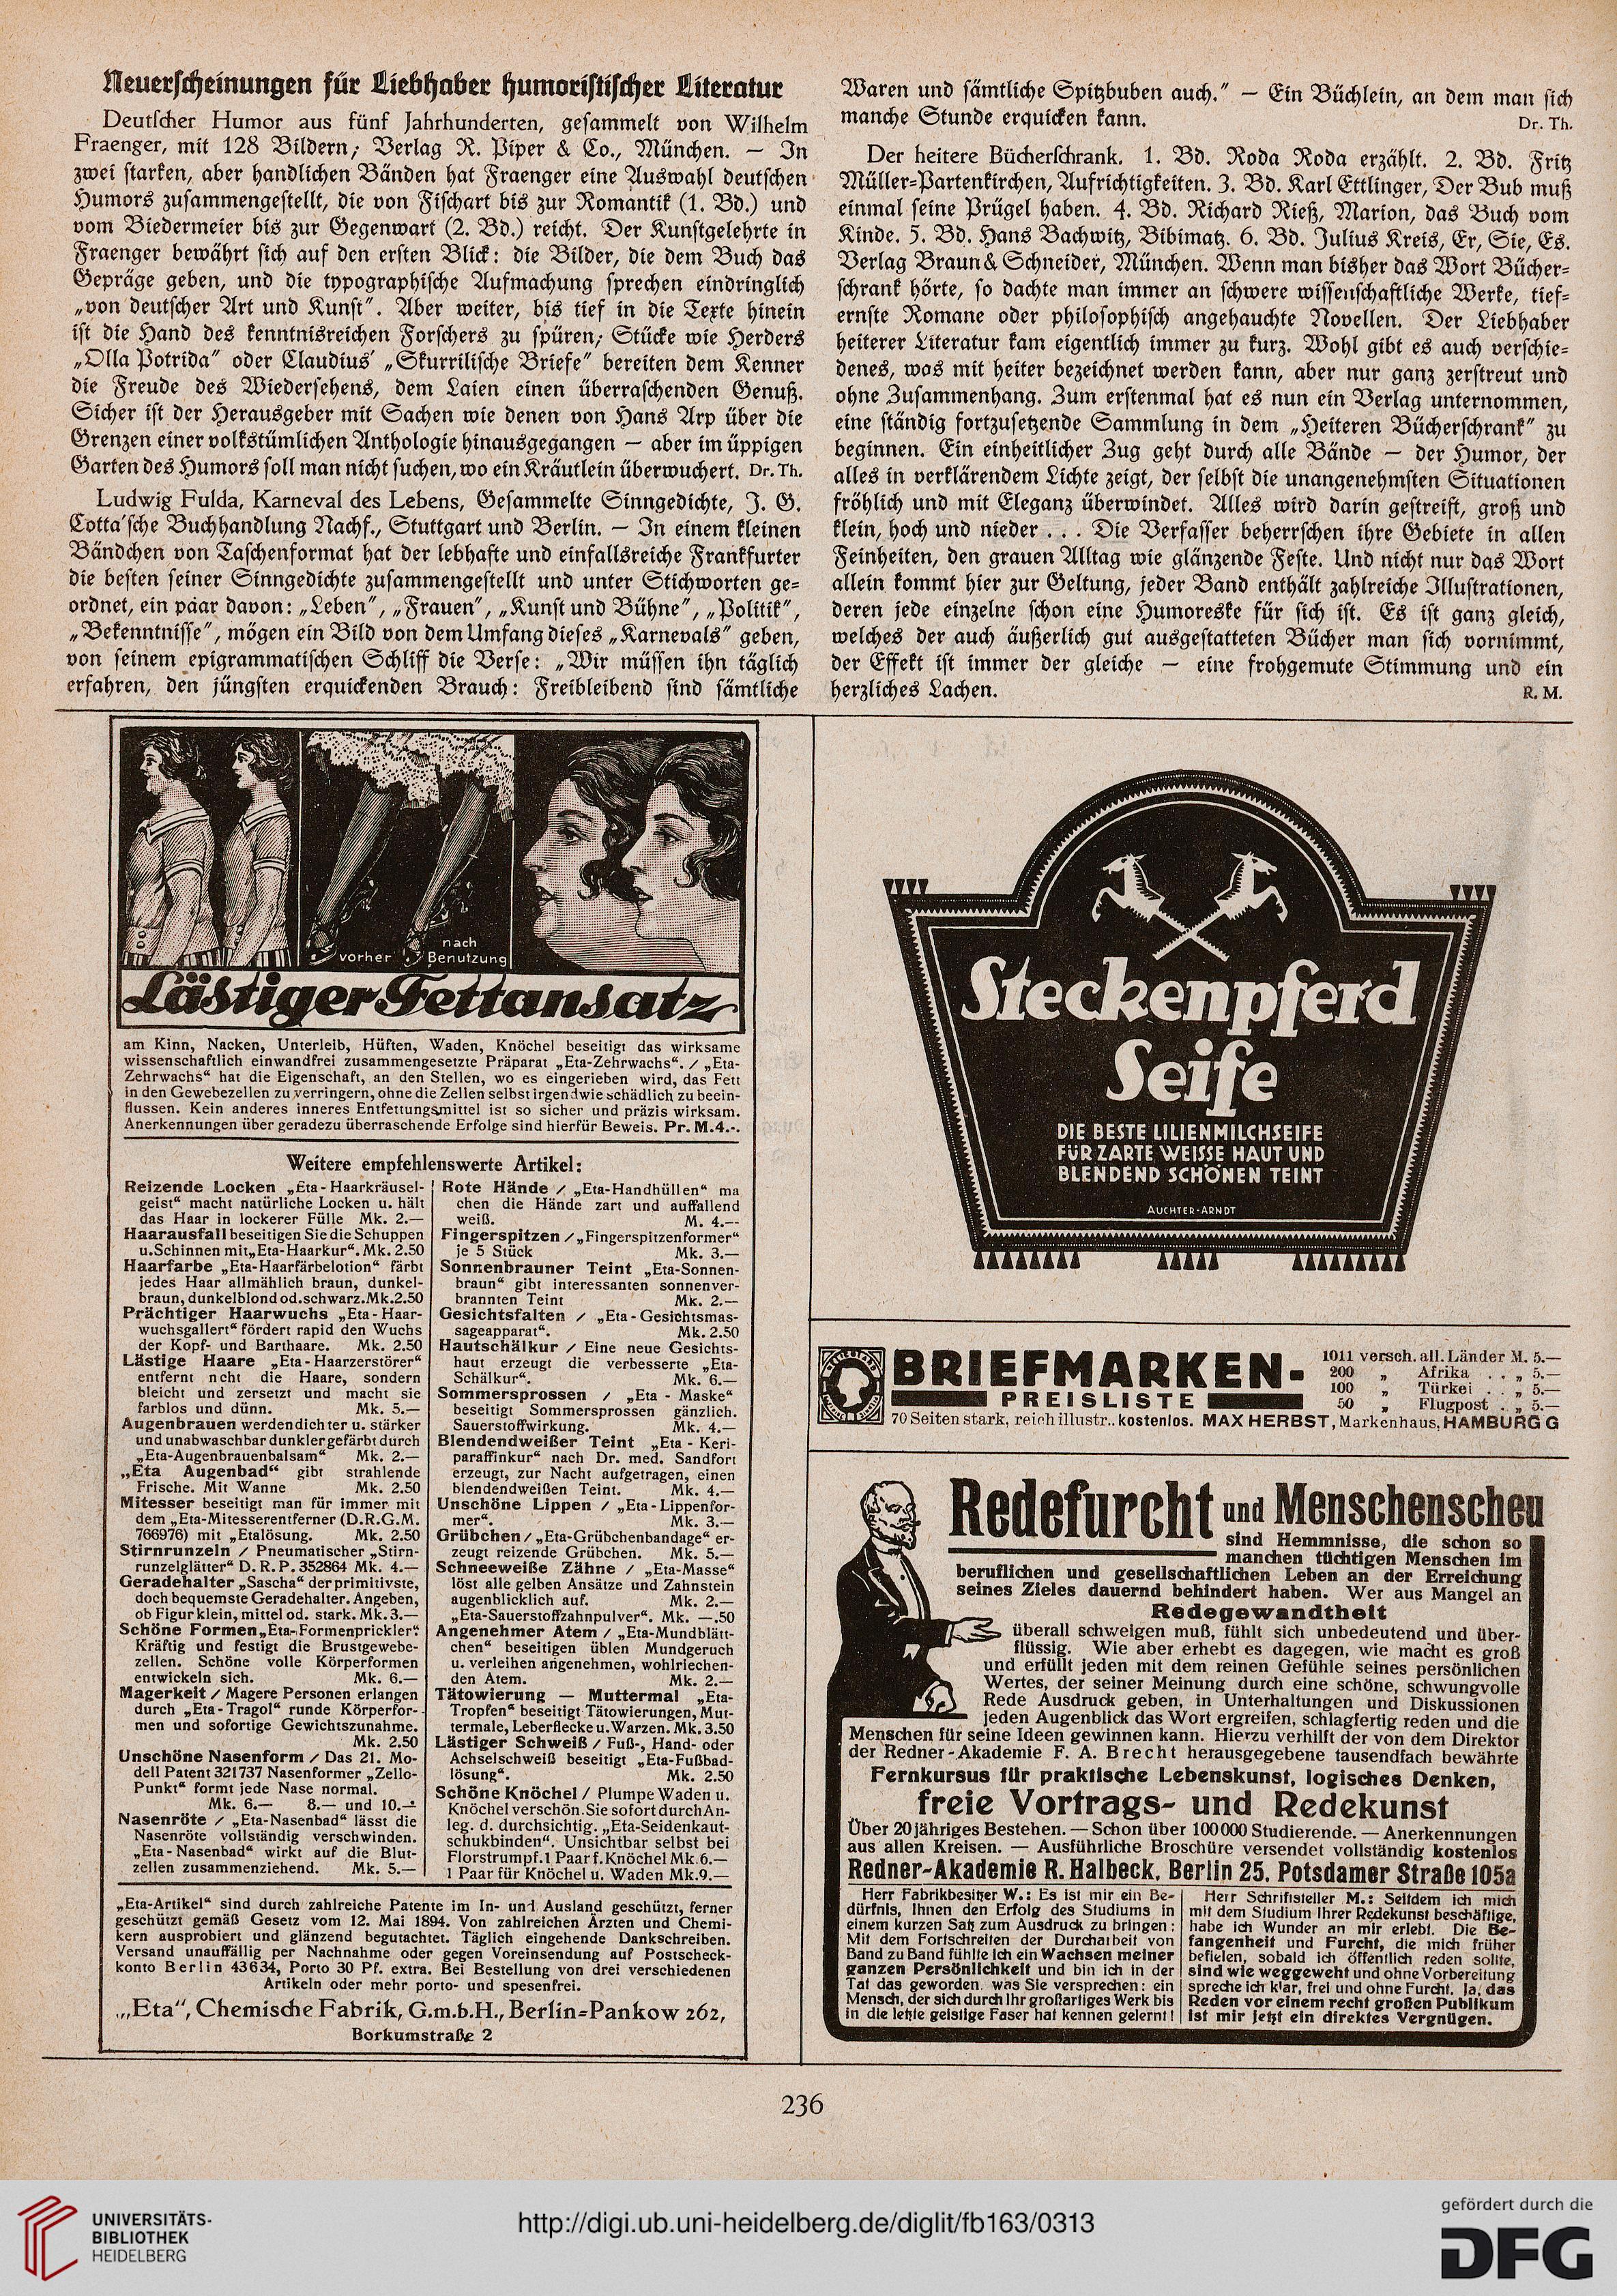 Neuerscheinungen für Liebhaber humoristischer Literatur
Deutscher Humor aus fünf Jahrhunderten, gesammelt von Wilhelm
Fraenger, mit 128 Bildern; Verlag R. Piper & Co., München. — In
zwei starken, aber handlichen Bänden hat Fraenger eine Auswahl deutschen
Humors zusammengestellt, die von Fischart bis zur Romantik (1. Bd.) und
vom Biedermeier bis zur Gegenwart (2. Bd.) reicht. Der Kunstgelehrte in
Fraenger bewährt sich auf den ersten Blick: die Bilder, die dem Buch das
Gepräge geben, und die typographische Aufmachung sprechen eindringlich
„von deutscher Art und Kunst". Aber weiter, bis tief in die Texte hinein
ist die Hand des kenntnisreichen Forschers zu spüren; Stücke wie Herders
„Olla Potrida" oder Claudius' „Skurrilische Briefe" bereiten dem Kenner
die Freude des Wiedersehens, dem Laien einen überraschenden Genuß.
Sicher ist der Herausgeber mit Sachen wie denen von Hans Arp über die
Grenzen einer volkstümlichen Anthologie hinausgegangen — aber im üppigen
Garten des Humors soll man nicht suchen, wo ein Kräutlein überwuchert. Dr. Th.
Ludwig Fulda, Karneval des Lebens, Gesammelte Sinngedichte, J. G.
Cotta'sche Buchhandlung Nachf., Stuttgart und Berlin. — In einem kleinen
Bändchen von Taschenformat hat der lebhafte und einfallsreiche Frankfurter
die besten seiner Sinngedichte zusammengestellt und unter Stichworten ge-
ordnet, ein paar davon: „Leben", „Frauen", „Kunst und Bühne", „Politik",
„Bekenntnisse", mögen ein Bild von dem Umfang dieses „Karnevals" geben,
von seinem epigrammatischen Schliff die Verse: „Wir müssen ihn täglich
erfahren, den jüngsten erquickenden Brauch: Freibleibend sind sämtliche
Waren und sämtliche Spitzbuben auch." — Ein Büchlein, an dem man sich
manche Stunde erquicken kann. Dr. Th.
Der heitere Bücherschrank. 1. Bd. Roda Roda erzählt. 2. Bd. Fritz
Müller-Partenkirchen, Aufrichtigkeiten. 3. Bd. Karl Ettlinger, Der Bub muß
einmal seine Prügel haben. 4. Bd. Richard Rieß, Marion, das Buch vom
Kinde. 5. Bd. Hans Bachwitz, Bibimatz. 6. Bd. Julius Kreis, Er, Sie, Es.
Verlag Braun & Schneider, München. Wenn man bisher das Wort Bücher-
schrank hörte, so dachte man immer an schwere wissenschaftliche Werke, tief-
ernste Romane oder philosophisch angehauchte Novellen. Der Liebhaber
heiterer Literatur kam eigentlich immer zu kurz. Wohl gibt es auch verschie-
denes, was mit heiter bezeichnet werden kann, aber nur ganz zerstreut und
ohne Zusammenhang. Zum erstenmal hat es nun ein Verlag unternommen,
eine ständig fortzusetzende Sammlung in dem „Heiteren Bücherschrank" zu
beginnen. Ein einheitlicher Zug geht durch alle Bände — der Humor, der
alles in verklärendem Lichte zeigt, der selbst die unangenehmsten Situationen
fröhlich und mit Eleganz überwindet. Alles wird darin gestreift, groß und
klein, hoch und nieder . . . Die Verfasser beherrschen ihre Gebiete in allen
Feinheiten, den grauen Alltag wie glänzende Feste. Und nicht nur das Wort
allein kommt hier zur Geltung, jeder Band enthält zahlreiche Illustrationen,
deren jede einzelne schon eine Humoreske für sich ist. Es ist ganz gleich,
welches der auch äußerlich gut ausgestatteten Bücher man sich vornimmt,
der Effekt ist immer der gleiche — eine frohgemute Stimmung und ein
herzliches Lachen. R. M.
vorher
nach
Benutzung
Lästiger Fettansatz
am Kinn, Nacken, Unterleib, Hüften, Waden, Knöchel beseitigt das wirksame
wissenschaftlich einwandfrei zusammengesetzte Präparat „Eta-Zehrwachs". / „Eta-
Zehrwachs" hat die Eigenschaft, an den Stellen, wo es eingerieben wird, das Fett
in den Gewebezellen zu verringern, ohne die Zellen selbst irgendwie schädlich zu beein-
flussen. Kein anderes inneres Entfettungsmittel ist so sicher und präzis wirksam.
Anerkennungen über geradezu überraschende Erfolge sind hierfür Beweis. Pr. M.4.-.
Weitere empfehlenswerte Artikel:
Reizende Locken „Eta-Haarkräusel-
geist" macht natürliche Locken u. hält
das Haar in lockerer Fülle Mk. 2.—
Haarausfall beseitigen Sie die Schuppen
u. Schinnen mit „Eta-Haarkur". Mk. 2.50
Haarfarbe „Eta-Haarfärbelotion" färbt
jedes Haar allmählich braun, dunkel-
braun, dunkelblond od. schwarz. Mk.2.50
Prächtiger Haarwuchs „Eta-Haar-
wuchsgallert" fördert rapid den Wuchs
der Kopf- und Barthaare. Mk. 2.50
Lästige Haare „Eta-Haarzerstörer"
entfernt ncht die Haare, sondern
bleicht und zersetzt und macht sie
farblos und dünn. Mk. 5.—
Augenbrauen werden dichter u. stärker
und unabwaschbar dunkler gefärbt durch
„Eta-Augenbrauenbalsam" Mk. 2.—
„Eta Augenbad" gibt strahlende
Frische. Mit Wanne Mk. 2.50
Mitesser beseitigt man für immer mit
dem „Eta-Mitesserentferner (D.R.G.M.
766976) mit „Etalösung. Mk. 2.50
Stirnrunzeln / Pneumatischer „Stirn-
runzelglätter" D. R. P. 352864 Mk. 4.—
Geradehalter „Sascha" der primitivste,
doch bequemste Geradehalter. Angeben,
ob Figur klein, mittel od. stark. Mk. 3.—
Schöne Formen „Eta-Formenprickler":
Kräftig und festigt die Brustgewebe-
zellen. Schöne volle Körperformen
entwickeln sich. Mk. 6.—
Magerkeit / Magere Personen erlangen
durch „Eta-Tragol" runde Körperfor-
men und sofortige Gewichtszunahme.
Mk. 2.50
Unschöne Nasenform / Das 21. Mo-
dell Patent 321737 Nasenformer „Zello-
Punkt" formt jede Nase normal.
Mk. 6.— 8.— und 10.—
Nasenröte / „Eta-Nasenbad" lässt die
Nasenröte vollständig verschwinden.
„Eta-Nasenbad" wirkt auf die Blut-
zellen zusammenziehend. Mk. 5.—
Rote Hände / „Eta-Handhüllen" ma
chen die Hände zart und auffallend
weiß. M. 4.--
Fingerspitzen / „Fingerspitzenformer"
je 5 Stück Mk. 3.—
Sonnenbrauner Teint „Eta-Sonnen-
braun" gibt interessanten sonnenver-
brannten Teint Mk. 2.—
Gesichtsfalten / „Eta-Gesichtsmas-
sageapparat". Mk. 2.50
Hautschälkur / Eine neue Gesichts-
haut erzeugt die verbesserte „Eta-
Schälkur". Mk. 6.—
Sommersprossen / „Eta - Maske"
beseitigt Sommersprossen gänzlich.
Sauerstoffwirkung. Mk. 4.—
Blendendweißer Teint „Eta - Keri-
paraffinkur" nach Dr. med. Sandfort
erzeugt, zur Nacht aufgetragen, einen
blendendweißen Teint. Mk. 4.—
Unschöne Lippen / „Eta-Lippenfor-
mer". Mk. 3.—
Grübchen / „Eta-Grübchenbandage" er-
zeugt reizende Grübchen. Mk. 5.—
Schneeweiße Zähne / „Eta-Masse"
löst alle gelben Ansätze und Zahnstein
augenblicklich auf. Mk. 2.—
„Eta-Sauerstoffzahnpulver". Mk. —.50
Angenehmer Atem / „Eta-Mundblätt-
chen" beseitigen üblen Mundgeruch
u. verleihen angenehmen, wohlriechen-
den Atem. Mk. 2.—
Tätowierung — Muttermal „Eta-
Tropfen" beseitigt Tätowierungen, Mut-
termale, Leberflecke u. Warzen. Mk. 3.50
Lästiger Schweiß / Fuß-, Hand- oder
Achselschweiß beseitigt „Eta-Fußbad-
lösung". Mk. 2.50
Schöne Knöchel / Plumpe Waden u.
Knöchel verschön. Sie sofort durch An-
leg. d. durchsichtig. „Eta-Seidenkaut-
schukbinden". Unsichtbar selbst bei
Florstrumpf. 1 Paar f. Knöchel Mk.6.—
1 Paar für Knöchel u. Waden Mk.9.—
„Eta-Artikel" sind durch zahlreiche Patente im In- und Ausland geschützt, ferner
geschützt gemäß Gesetz vom 12. Mai 1894. Von zahlreichen Ärzten und Chemi-
kern ausprobiert und glänzend begutachtet. Täglich eingehende Dankschreiben.
Versand unauffällig per Nachnahme oder gegen Voreinsendung auf Postscheck-
konto Berlin 43634, Porto 30 Pf. extra. Bei Bestellung von drei verschiedenen
Artikeln oder mehr porto- und spesenfrei.
„Eta", Chemische Fabrik, G.m.b.H., Berlin-Pankow 262,
Borkumstraße 2
Steckenpferd
Seife
DIE BESTE LILIENMILCHSEIFE
FÜR ZARTE WEISSE HAUT UND
BLENDEND SCHÖNEN TEINT
AUCHTER-ARNDT
BRIEFMARKEN-
PREISLISTE
1011 versch. all. Länder M. 5.—
200 „ Afrika . . „ 5.—
100 „ Türkei . . „ 5.—
50 „ Flugpost . „ 5.—
70 Seiten stark, reich illustr.. kostenlos. MAX HERBST, Markenhaus, HAMBURG G
Redefurcht und Menschenscheu
sind Hemmnisse, die schon so
manchen tüchtigen Menschen im
beruflichen und gesellschaftlichen Leben an der Erreichung
seines Zieles dauernd behindert haben. Wer aus Mangel an
Redegewandtheit
überall schweigen muß, fühlt sich unbedeutend und über-
flüssig. Wie aber erhebt es dagegen, wie macht es groß
und erfüllt jeden mit dem reinen Gefühle seines persönlichen
Wertes, der seiner Meinung durch eine schöne, schwungvolle
Rede Ausdruck geben, in Unterhaltungen und Diskussionen
jeden Augenblick das Wort ergreifen, schlagfertig reden und die
Menschen für seine Ideen gewinnen kann. Hierzu verhilft der von dem Direktor
der Redner-Akademie F. A. Brecht herausgegebene tausendfach bewährte
Fernkursus für praktische Lebenskunst, logisches Denken,
freie Vortrags- und Redekunst
Über 20 jähriges Bestehen. — Schon über 100000 Studierende. — Anerkennungen
aus allen Kreisen. — Ausführliche Broschüre versendet vollständig kostenlos
Redner-Akademie R. Halbeck, Berlin 25, Potsdamer Straße 105a
Herr Fabrikbesitzer W.: Es ist mir ein Be-
dürfnis, Ihnen den Erfolg des Studiums in
einem kurzen Satz zum Ausdruck zu bringen:
Mit dem Fortschreiten der Durcharbeit von
Band zu Band fühlte ich ein Wachsen meiner
ganzen Persönlichkeit und bin ich in der
Tat das geworden, was Sie versprechen: ein
Mensch, der sich durch Ihr großartiges Werk bis
in die letzte geistige Faser hat kennen gelernt!
Herr Schriftsteller M.: Seitdem ich mich
mit dem Studium Ihrer Redekunst beschäftige,
habe ich Wunder an mir erlebt. Die Be-
fangenheit und Furcht, die mich früher
befielen, sobald ich öffentlich reden sollte,
sind wie weggeweht und ohne Vorbereitung
spreche ich klar, frei und ohne Furcht. Ja, das
Reden vor einem recht großen Publikum
ist mir jetzt ein direktes Vergnügen.
236
UNIVERSITÄTS-
BIBLIOTHEK
HEIDELBERG
http://digi.ub.uni-heidelberg.de/diglit/fb163/0313
gefördert durch die
DFG